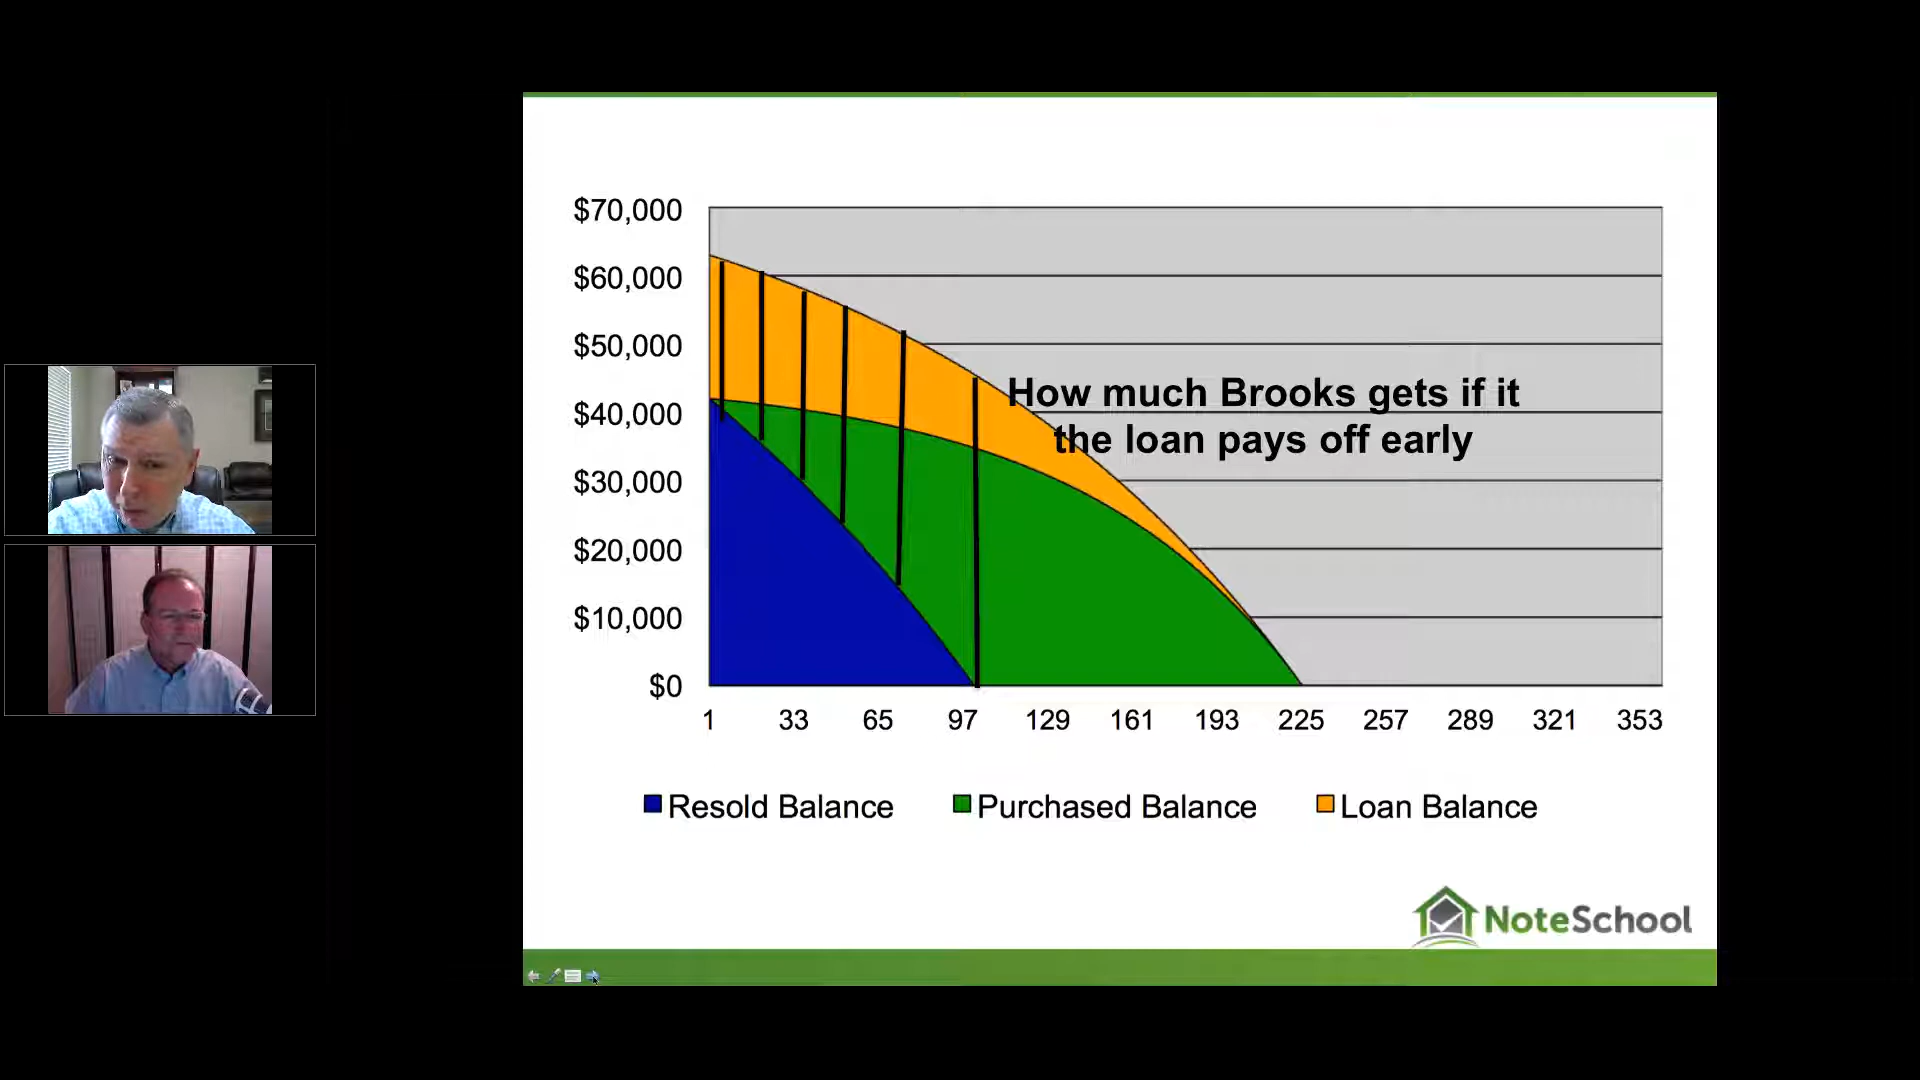 $70,000
$60,000
$50,000
$40,000
$30,000
$20,000
$10,000
$0
How much Brooks gets if it
the loan pays off early
1 33 65 97 129 161 193 225 257 289 321 353
Resold Balance Purchased Balance Loan Balance
NoteSchool